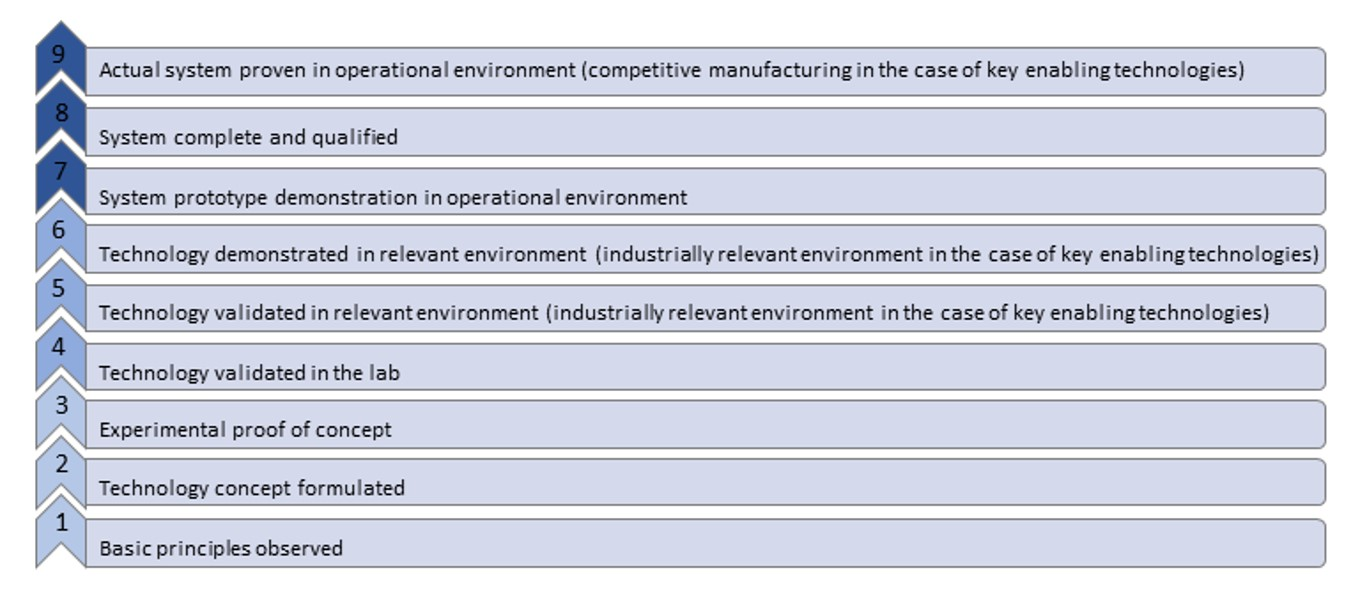 9
Actual system proven in operational environment (competitive manufacturing in the case of key enabling technologies)
8
System complete and qualified
7
System prototype demonstration in operational environment
6
Technology demonstrated in relevant environment (industrially relevant environment in the case of key enabling technologies)
5
Technology validated in relevant environment (industrially relevant environment in the case of key enabling technologies)
4
Technology validated in the lab
3
Experimental proof of concept
2
Technology concept formulated
1
Basic principles observed